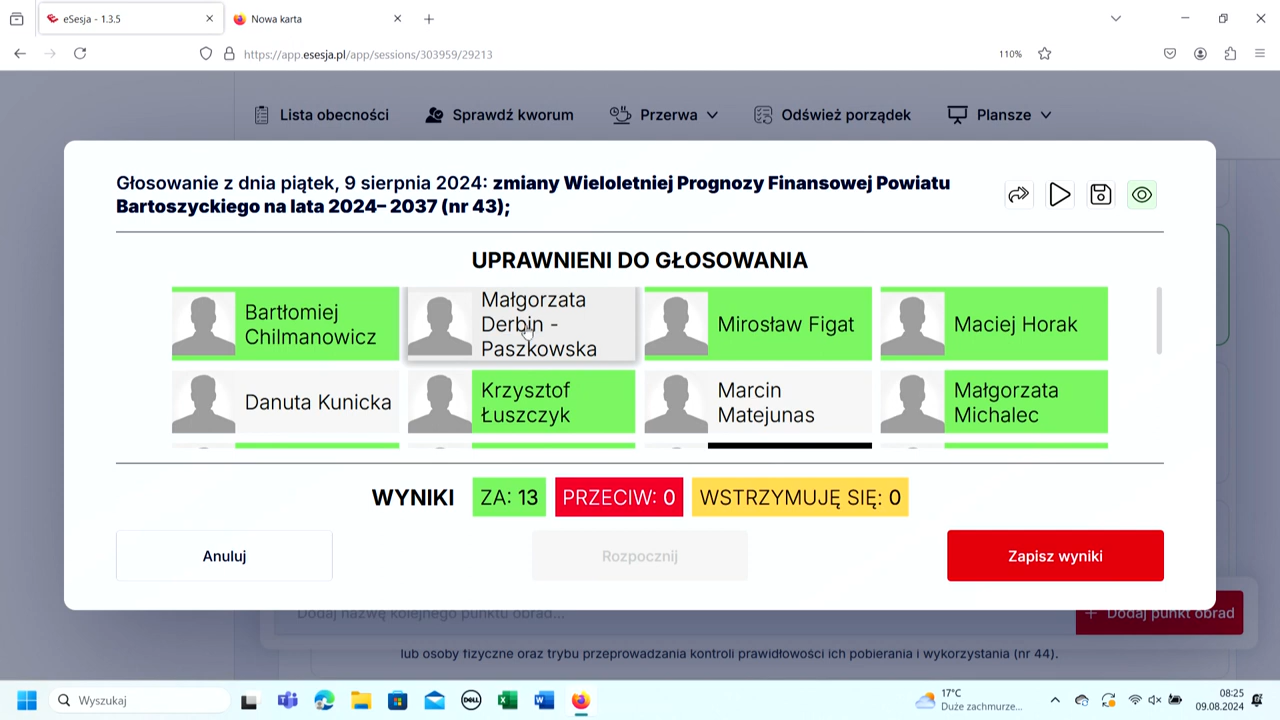 eSesja - 1.3.5
Nowa karta
https://app.esesja.pl/app/sessions/303959/29213
110%
Lista obecności
Sprawdź kworum
Przerwa
Odśwież porządek
Plansze
Głosowanie z dnia piątek, 9 sierpnia 2024: zmiany Wieloletniej Prognozy Finansowej Powiatu
Bartoszyckiego na lata 2024– 2037 (nr 43);
UPRAWNIENI DO GŁOSOWANIA
Bartłomiej
Chilmanowicz
Małgorzata
Derbin -
Paszkowska
Mirosław Figat
Maciej Horak
Danuta Kunicka
Krzysztof
Łuszczyk
Marcin
Matejunas
Małgorzata
Michalec
WYNIKI
ZA: 13
PRZECIW: 0
WSTRZYMUJĘ SIĘ: 0
Anuluj
Rozpocznij
Zapisz wyniki
Dodaj nazwę kolejnego punktu obrad...
+ Dodaj punkt obrad
lub osoby fizyczne oraz trybu przeprowadzania kontroli prawidłowości ich pobierania i wykorzystania (nr 44).
Wyszukaj
DELL
17°C
Duże zachmurze...
08:25
09.08.2024